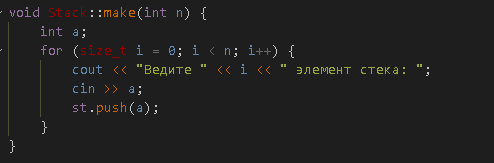 void Stack::make(int n) {
int a;
for (size_t i = 0; i < n; i++) {
cout << "Ведите " << i << " элемент стека: ";
cin >> a;
st.push(a);
}
}